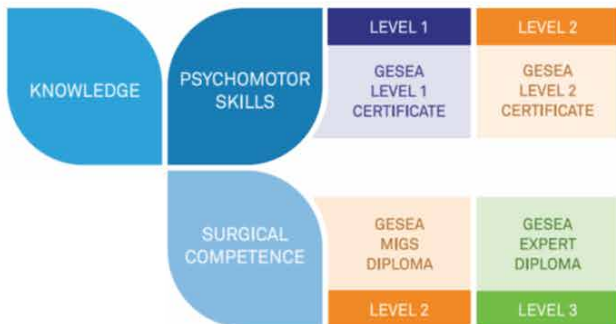 KNOWLEDGE
PSYCHOMOTOR
SKILLS
LEVEL 1
GESEA
LEVEL 1
CERTIFICATE
LEVEL 2
GESEA
LEVEL 2
CERTIFICATE
SURGICAL
COMPETENCE
GESEA
MIGS
DIPLOMA
LEVEL 2
GESEA
EXPERT
DIPLOMA
LEVEL 3